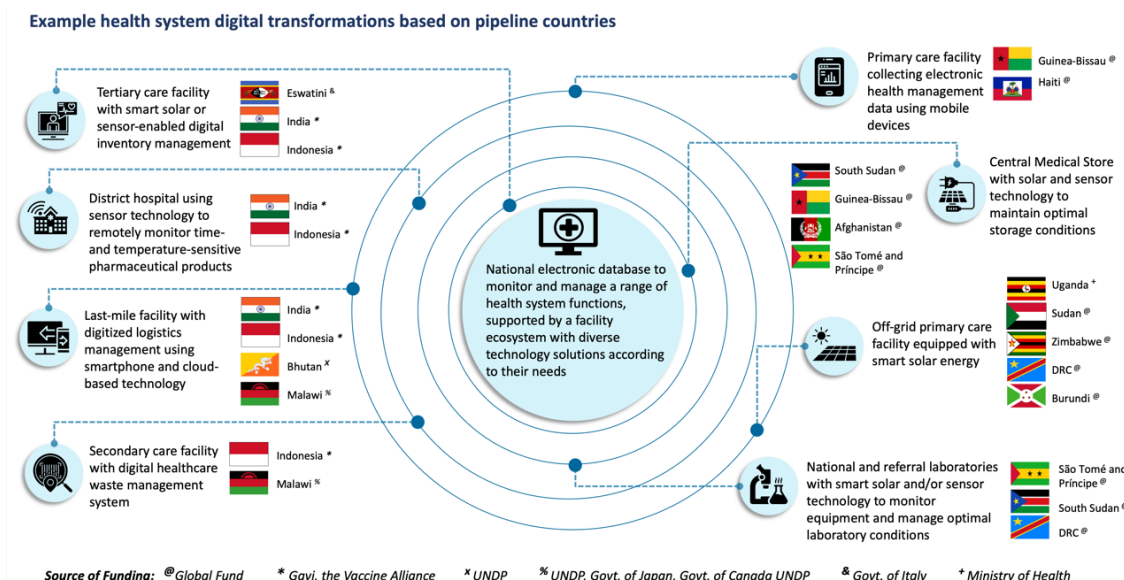 Example health system digital transformations based on pipeline countries
Tertiary care facility
with smart solar or
sensor-enabled digital
inventory management
Eswatini &
India *
Indonesia *
District hospital using
sensor technology to
remotely monitor time-
and temperature-sensitive
pharmaceutical products
India *
Indonesia *
Last-mile facility with
digitized logistics
management using
smartphone and cloud-
based technology
India *
Indonesia *
Bhutan x
Malawi %
Secondary care facility
with digital healthcare
waste management
system
Indonesia *
Malawi %
National electronic database to
monitor and manage a range of
health system functions,
supported by a facility
ecosystem with diverse
technology solutions according
to their needs
Primary care facility
collecting electronic
health management
data using mobile
devices
Guinea-Bissau @
Haiti @
South Sudan @
Guinea-Bissau @
Afghanistan @
São Tomé and
Príncipe @
Central Medical Store
with solar and sensor
technology to
maintain optimal
storage conditions
Off-grid primary care
facility equipped with
smart solar energy
Uganda +
Sudan @
Zimbabwe @
DRC @
Burundi @
National and referral laboratories
with smart solar and/or sensor
technology to monitor
equipment and manage optimal
laboratory conditions
São Tomé and
Príncipe @
South Sudan @
DRC @
Source of Funding: @Global Fund * Gavi, the Vaccine Alliance x UNDP % UNDP, Govt. of Japan, Govt. of Canada UNDP & Govt. of Italy + Ministry of Health